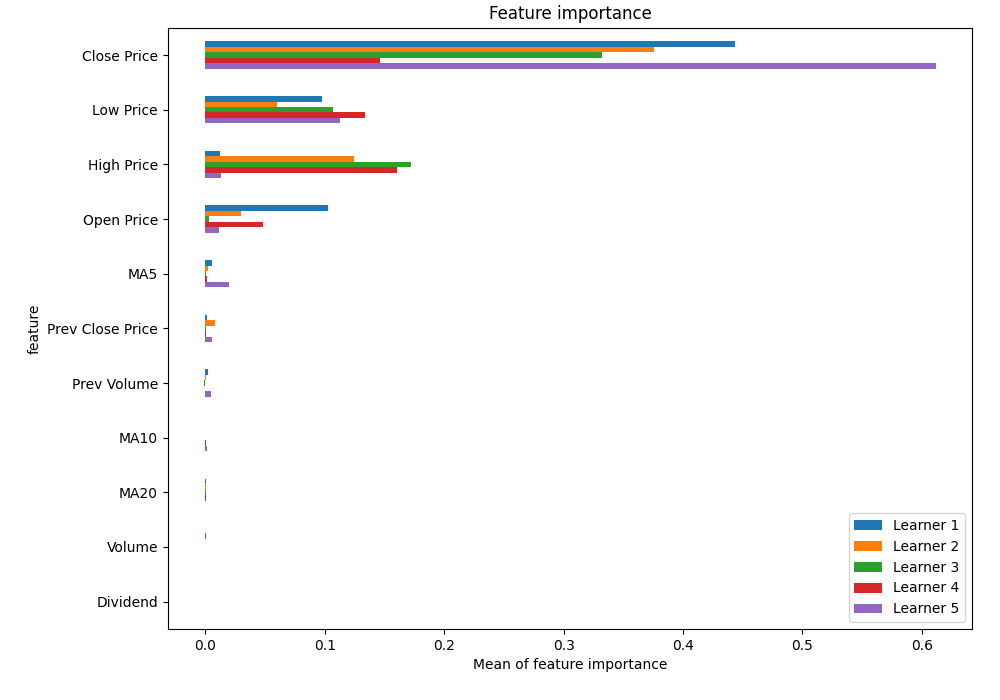 Feature importance
Close Price
Low Price
High Price
Open Price
MA5
Prev Close Price
Prev Volume
MA10
MA20
Volume
Dividend
feature
Learner 1
Learner 2
Learner 3
Learner 4
Learner 5
0.0 0.1 0.2 0.3 0.4 0.5 0.6
Mean of feature importance